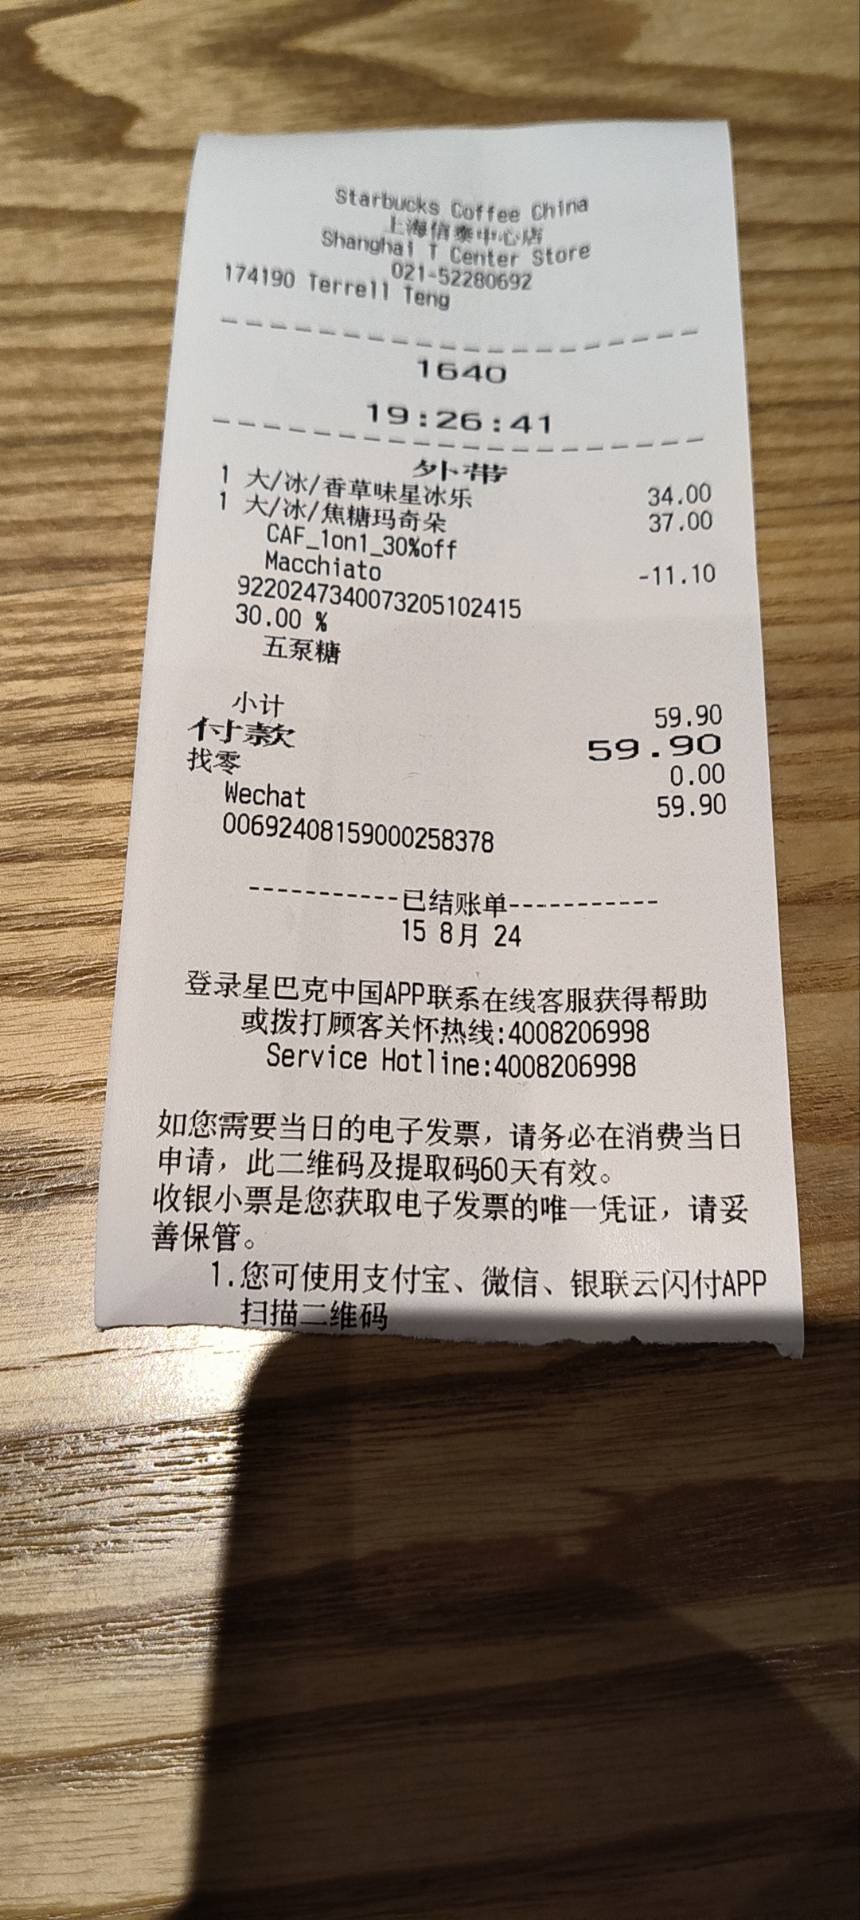 Starbucks Coffee China
上海信泰中心店
Shanghai T Center Store
021-52280692
174190 Terrell Teng
1640
19:26:41
外带
1 大/冰/香草味星冰乐 34.00
1 大/冰/焦糖玛奇朵 37.00
CAF_1on1_30%off
Macchiato -11.10
9220247340073205102415
30.00 %
五泵糖
小计 59.90
付款 59.90
找零 0.00
Wechat 59.90
00692408159000258378
-----------已结账单-----------
15 8月 24
登录星巴克中国APP联系在线客服获得帮助
或拨打顾客关怀热线:4008206998
Service Hotline:4008206998
如您需要当日的电子发票，请务必在消费当日
申请，此二维码及提取码60天有效。
收银小票是您获取电子发票的唯一凭证，请妥
善保管。
1.您可使用支付宝、微信、银联云闪付APP
扫描二维码